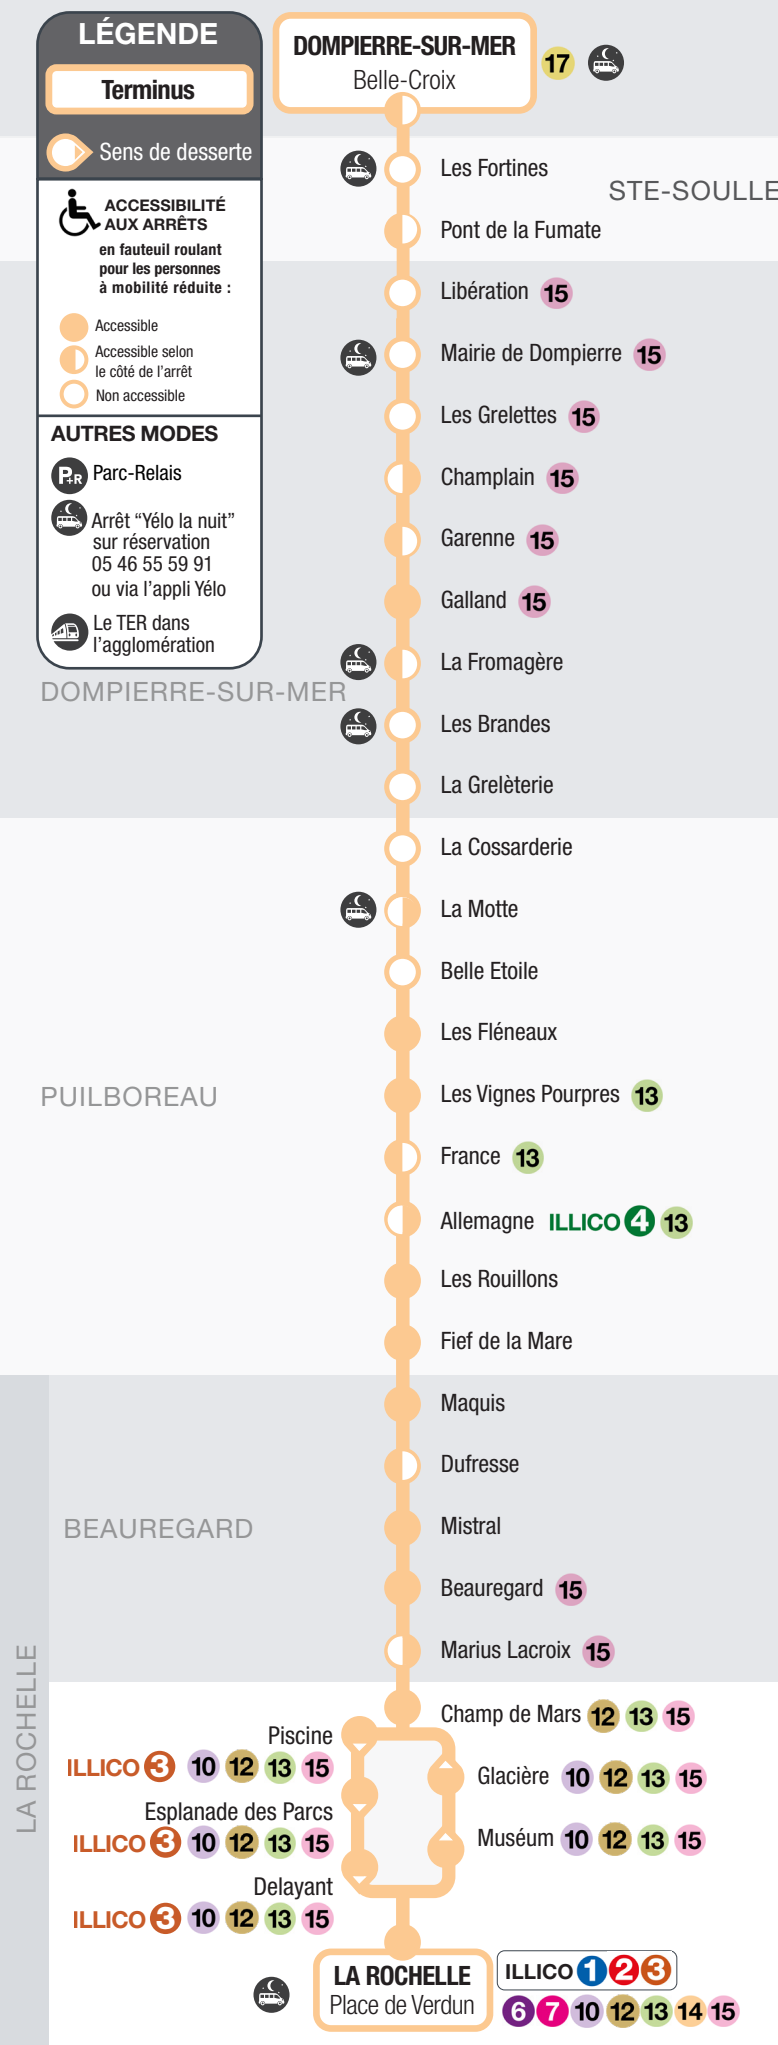 LÉGENDE
Terminus
Sens de desserte
ACCESSIBILITÉ
AUX ARRÊTS
en fauteuil roulant
pour les personnes
à mobilité réduite :
Accessible
Accessible selon
le côté de l'arrêt
Non accessible
AUTRES MODES
P+R Parc-Relais
Arrêt “Yélo la nuit”
sur réservation
05 46 55 59 91
ou via l'appli Yélo
Le TER dans
l'agglomération
DOMPIERRE-SUR-MER
Belle-Croix
17
Les Fortines
STE-SOULLE
Pont de la Fumate
Libération 15
Mairie de Dompierre 15
Les Grelettes 15
Champlain 15
Garenne 15
Galland 15
La Fromagère
DOMPIERRE-SUR-MER
Les Brandes
La Grelèterie
La Cossarderie
La Motte
Belle Etoile
Les Fléneaux
PUILBOREAU
Les Vignes Pourpres 13
France 13
Allemagne ILLICO 4 13
Les Rouillons
Fief de la Mare
Maquis
Dufresse
BEAUREGARD
Mistral
Beauregard 15
Marius Lacroix 15
LA ROCHELLE
Champ de Mars 12 13 15
Piscine
ILLICO 3 10 12 13 15
Glacière 10 12 13 15
Esplanade des Parcs
ILLICO 3 10 12 13 15
Muséum 10 12 13 15
Delayant
ILLICO 3 10 12 13 15
LA ROCHELLE
Place de Verdun
ILLICO 1 2 3
6 7 10 12 13 14 15